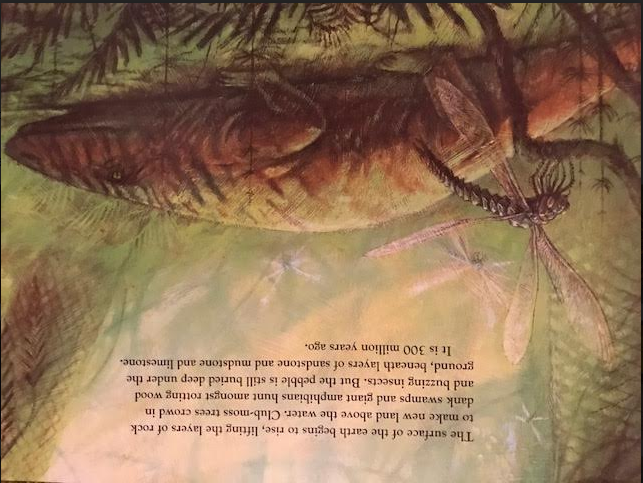 The surface of the earth begins to rise, lifting the layers of rock
to make new land above the water. Club-moss trees crowd in
dank swamps and giant amphibians hunt amongst rotting wood
and buzzing insects. But the pebble is still buried deep under the
ground, beneath layers of sandstone and mudstone and limestone.
It is 300 million years ago.